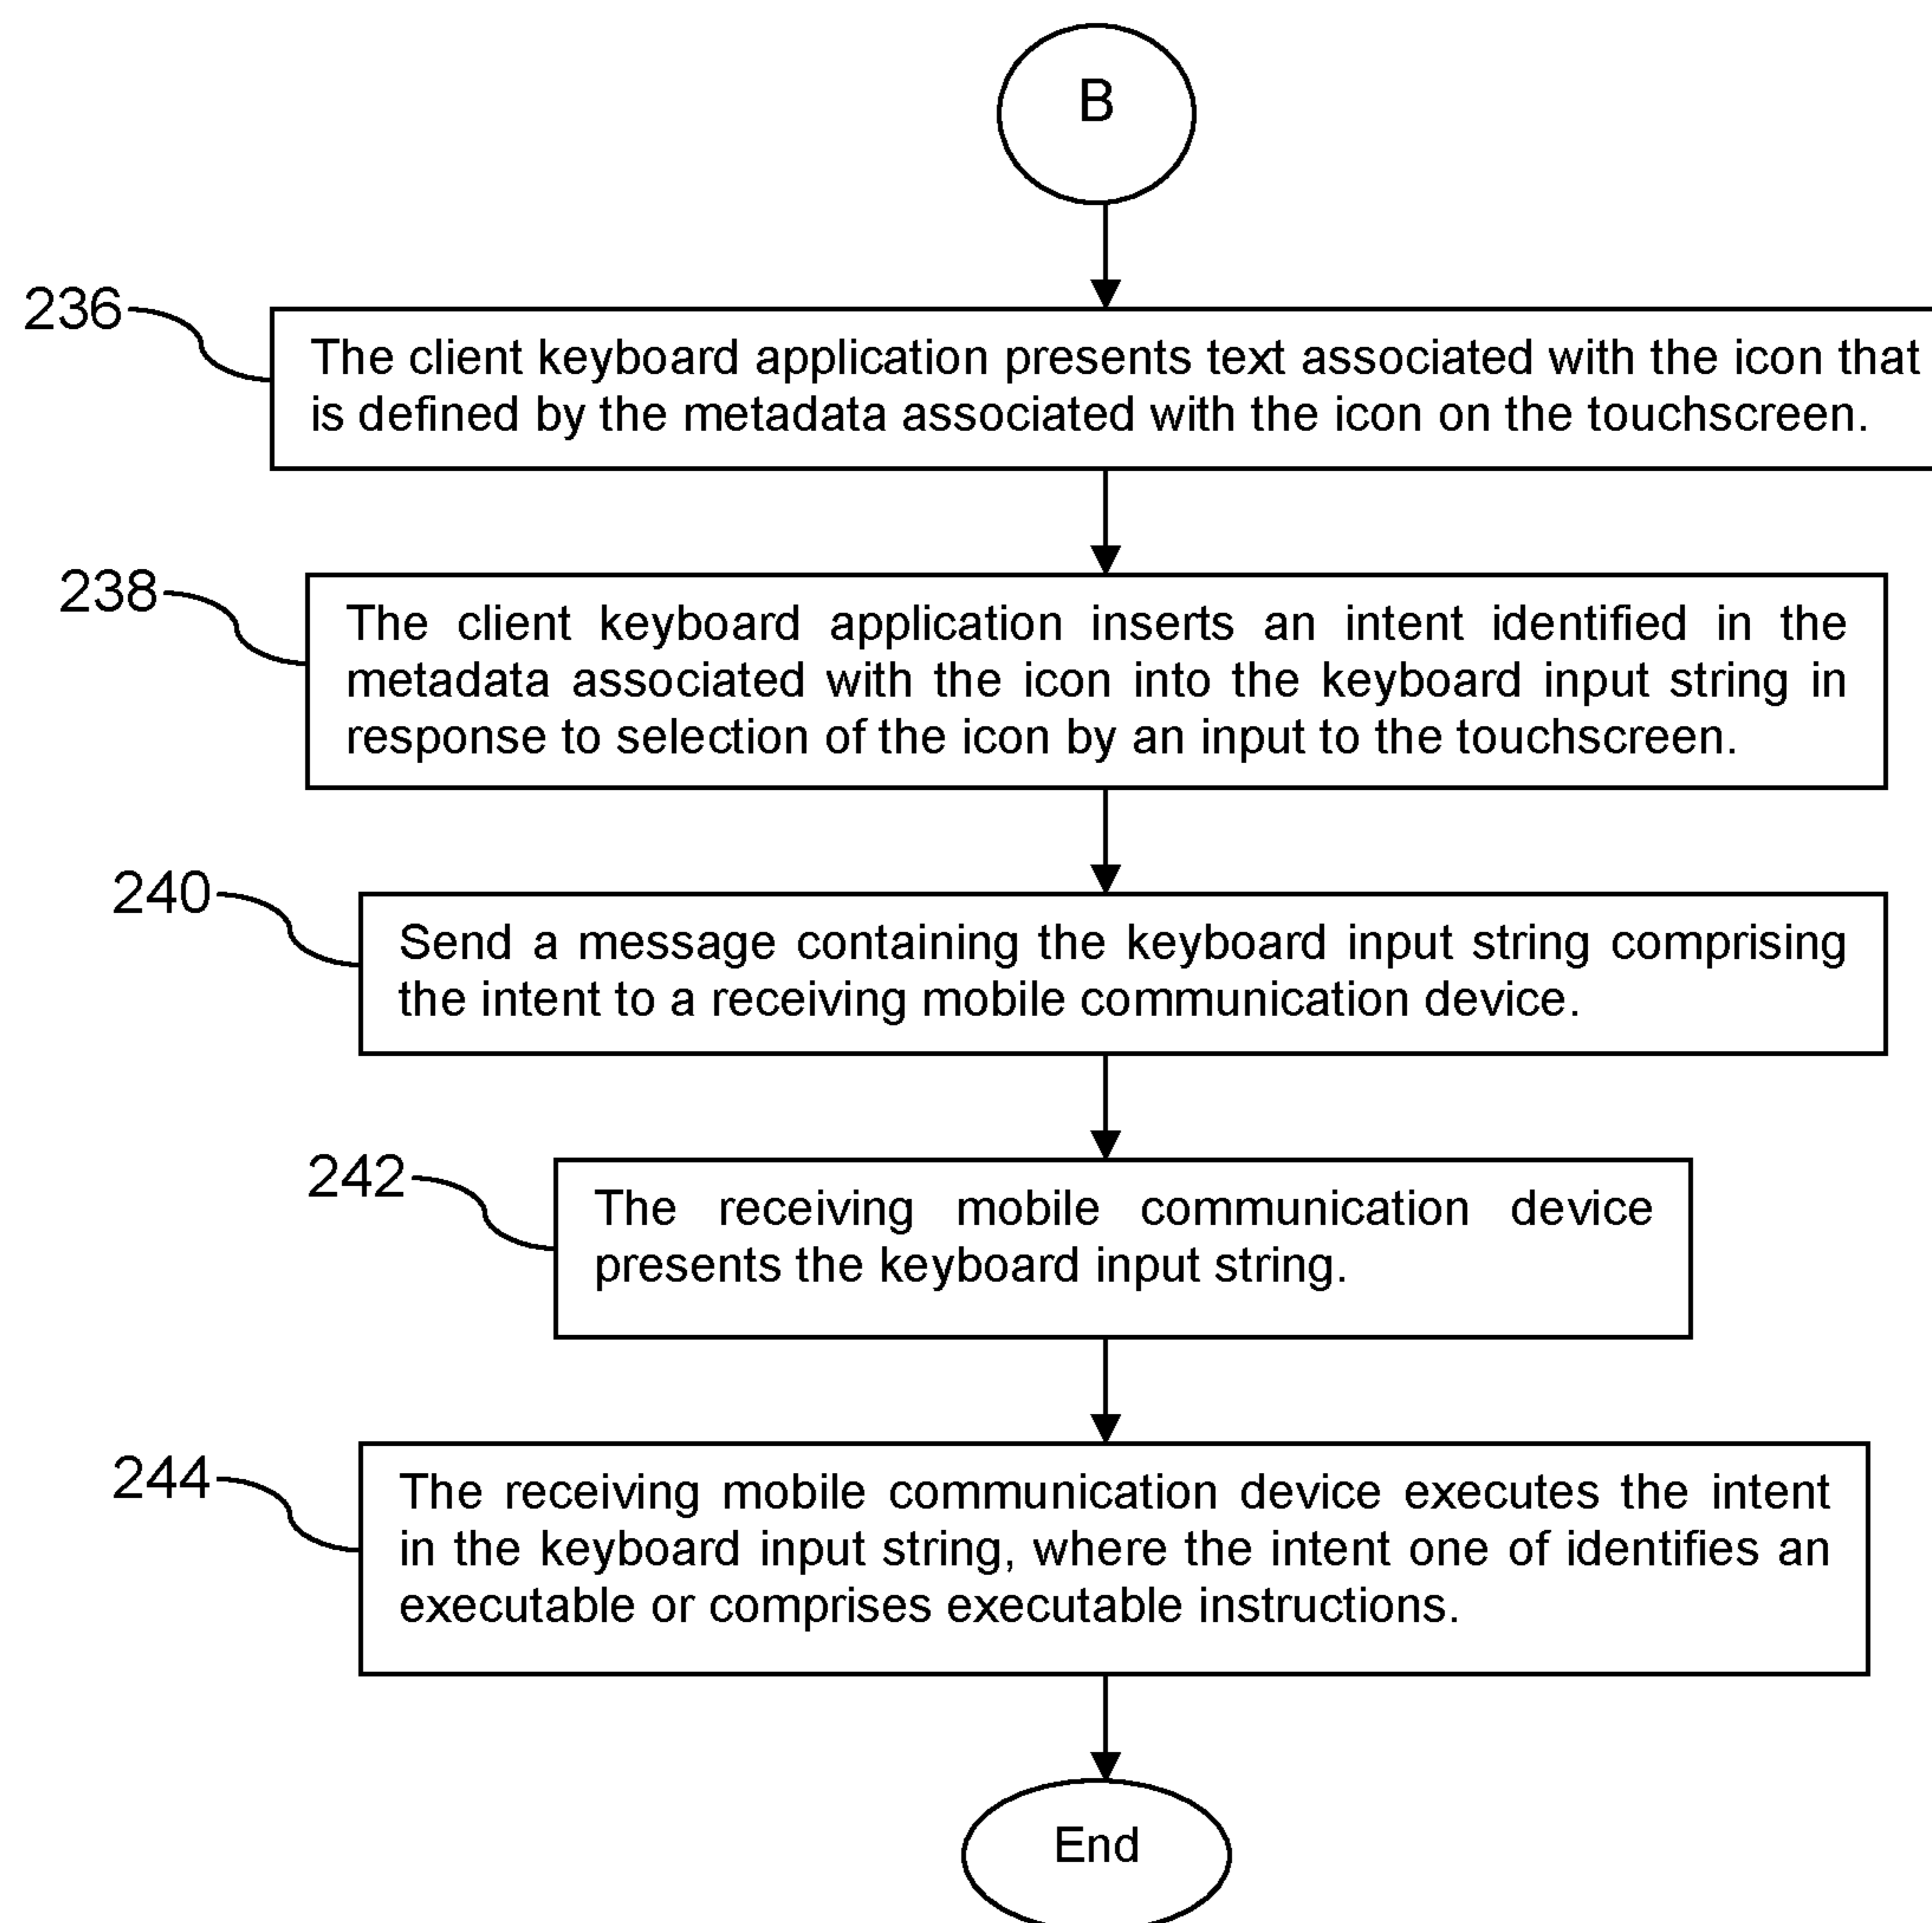 B
236
The client keyboard application presents text associated with the icon that
is defined by the metadata associated with the icon on the touchscreen.
238
The client keyboard application inserts an intent identified in the
metadata associated with the icon into the keyboard input string in
response to selection of the icon by an input to the touchscreen.
240
Send a message containing the keyboard input string comprising
the intent to a receiving mobile communication device.
242
The receiving mobile communication device
presents the keyboard input string.
244
The receiving mobile communication device executes the intent
in the keyboard input string, where the intent one of identifies an
executable or comprises executable instructions.
End